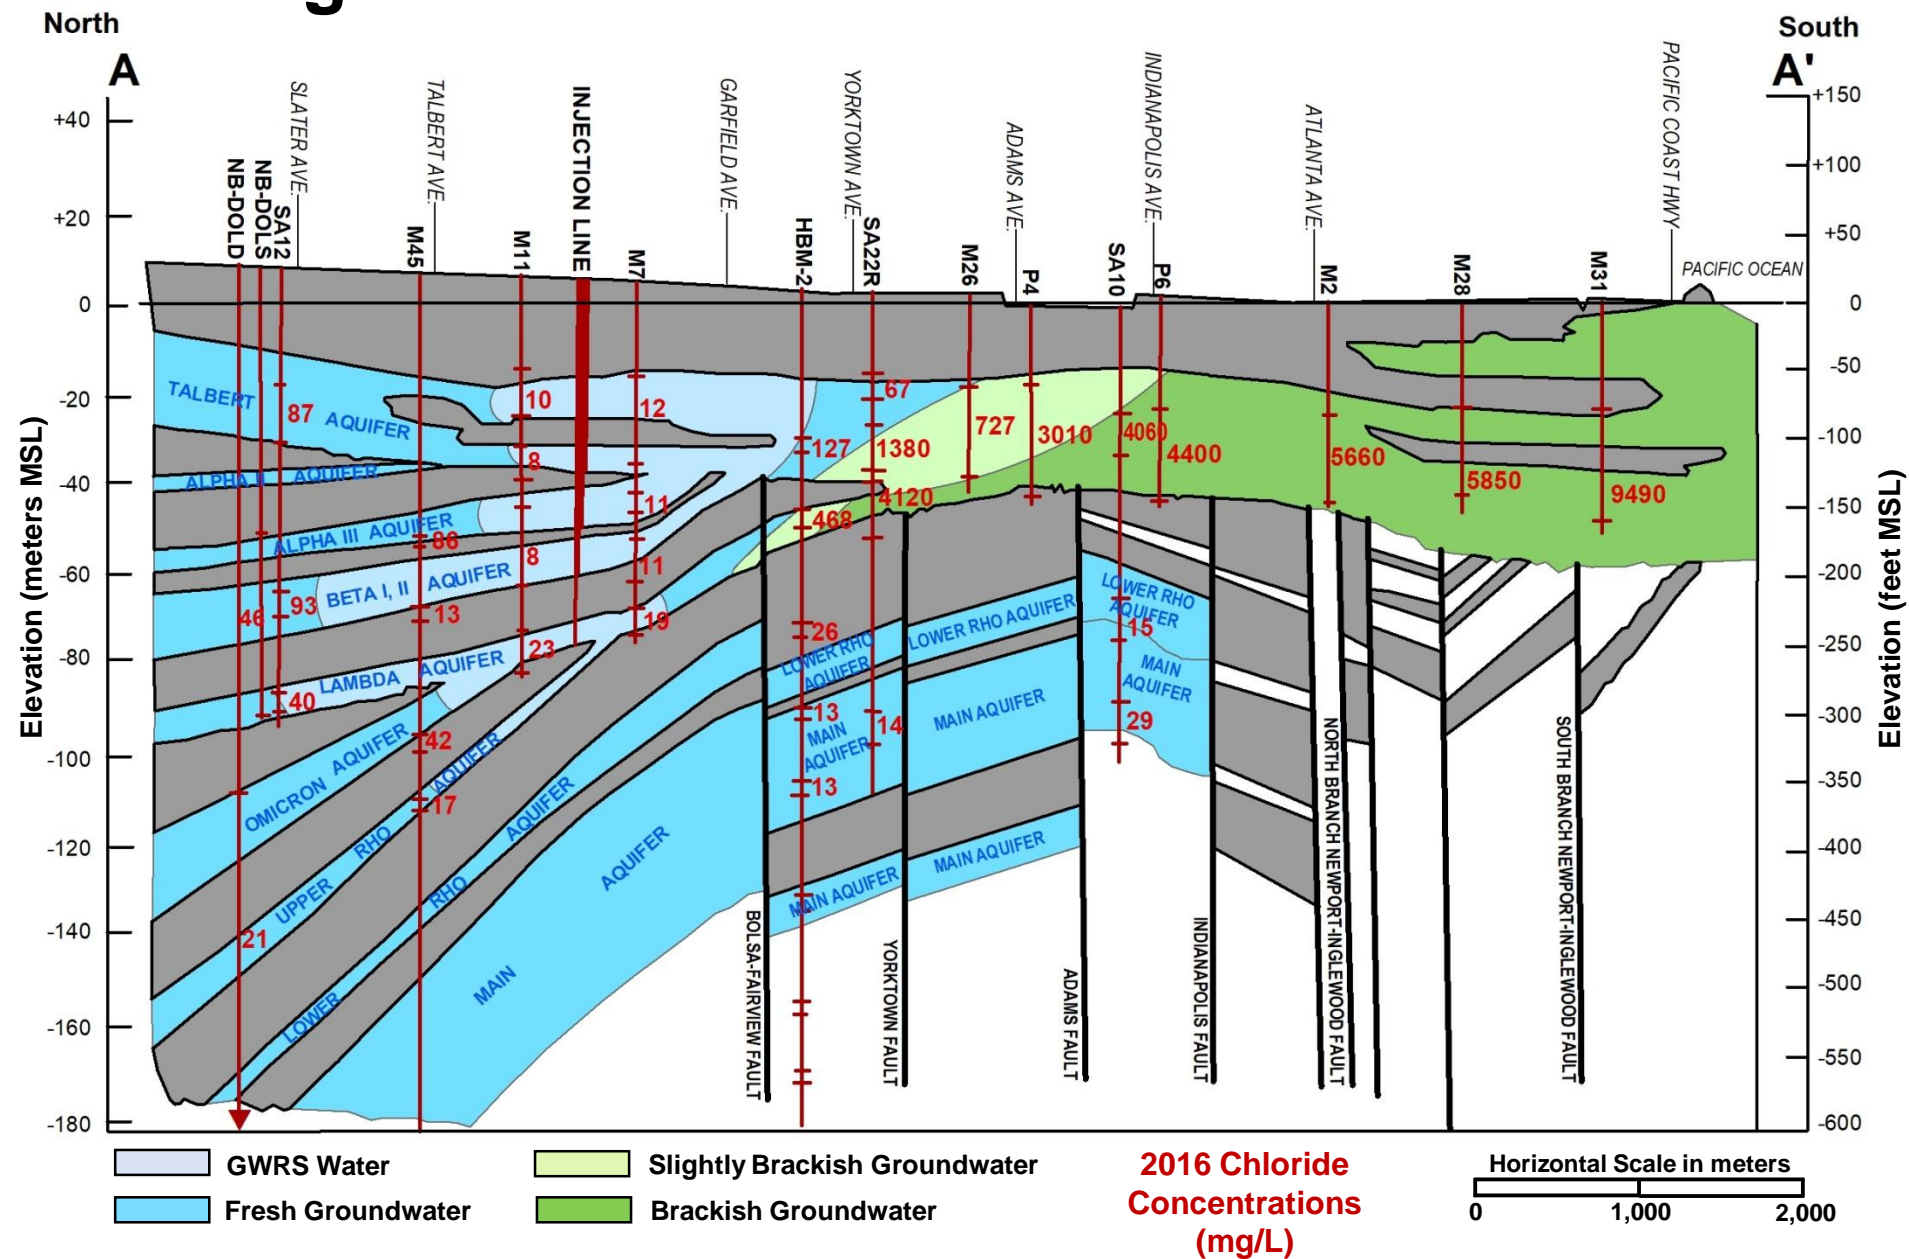 North
South
A
A'
SLATER AVE.
TALBERT AVE.
INJECTION LINE
GARFIELD AVE.
YORKTOWN AVE.
ADAMS AVE.
INDIANAPOLIS AVE.
ATLANTA AVE.
PACIFIC COAST HWY
PACIFIC OCEAN
NB-DOLD
NB-DOLS
SA12
M45
M11
M7
HBM-2
SA22R
M26
P4
SA10
P6
M2
M28
M31
Elevation (meters MSL)
+40
+20
0
-20
-40
-60
-80
-100
-120
-140
-160
-180
Elevation (feet MSL)
+150
+100
+50
0
-50
-100
-150
-200
-250
-300
-350
-400
-450
-500
-550
-600
TALBERT AQUIFER
ALPHA II AQUIFER
ALPHA III AQUIFER
BETA I, II AQUIFER
LAMBDA AQUIFER
OMICRON AQUIFER
UPPER RHO AQUIFER
LOWER RHO AQUIFER
MAIN AQUIFER
LOWER RHO
AQUIFER
MAIN
AQUIFER
MAIN AQUIFER
LOWER RHO AQUIFER
MAIN AQUIFER
MAIN AQUIFER
LOWER RHO
AQUIFER
MAIN
AQUIFER
87
93
46
40
21
86
13
42
17
10
8
8
23
12
11
11
19
127
468
26
13
13
67
1380
4120
14
727
3010
4060
15
29
4400
5660
5850
9490
BOLSA-FAIRVIEW FAULT
YORKTOWN FAULT
ADAMS FAULT
INDIANAPOLIS FAULT
NORTH BRANCH NEWPORT-INGLEWOOD FAULT
SOUTH BRANCH NEWPORT-INGLEWOOD FAULT
GWRS Water
Fresh Groundwater
Slightly Brackish Groundwater
Brackish Groundwater
2016 Chloride
Concentrations
(mg/L)
Horizontal Scale in meters
0 1,000 2,000